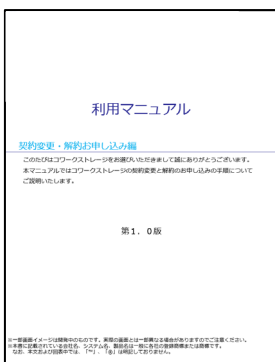 利用マニュアル
契約変更・解約お申し込み編
このたびはコワークストレージをお選びいただきまして誠にありがとうございます。
本マニュアルではコワークストレージの契約変更と解約のお申し込みの手順について
ご説明いたします。
第1.0版
※一部画面イメージは開発中のものです。実際の画面とは一部異なる場合がありますのでご注意ください。
※本書に記載されている会社名、システム名、製品名は一般に各社の登録商標または商標です。
なお、本文および図表中では、「™」、「®」は明記しておりません。